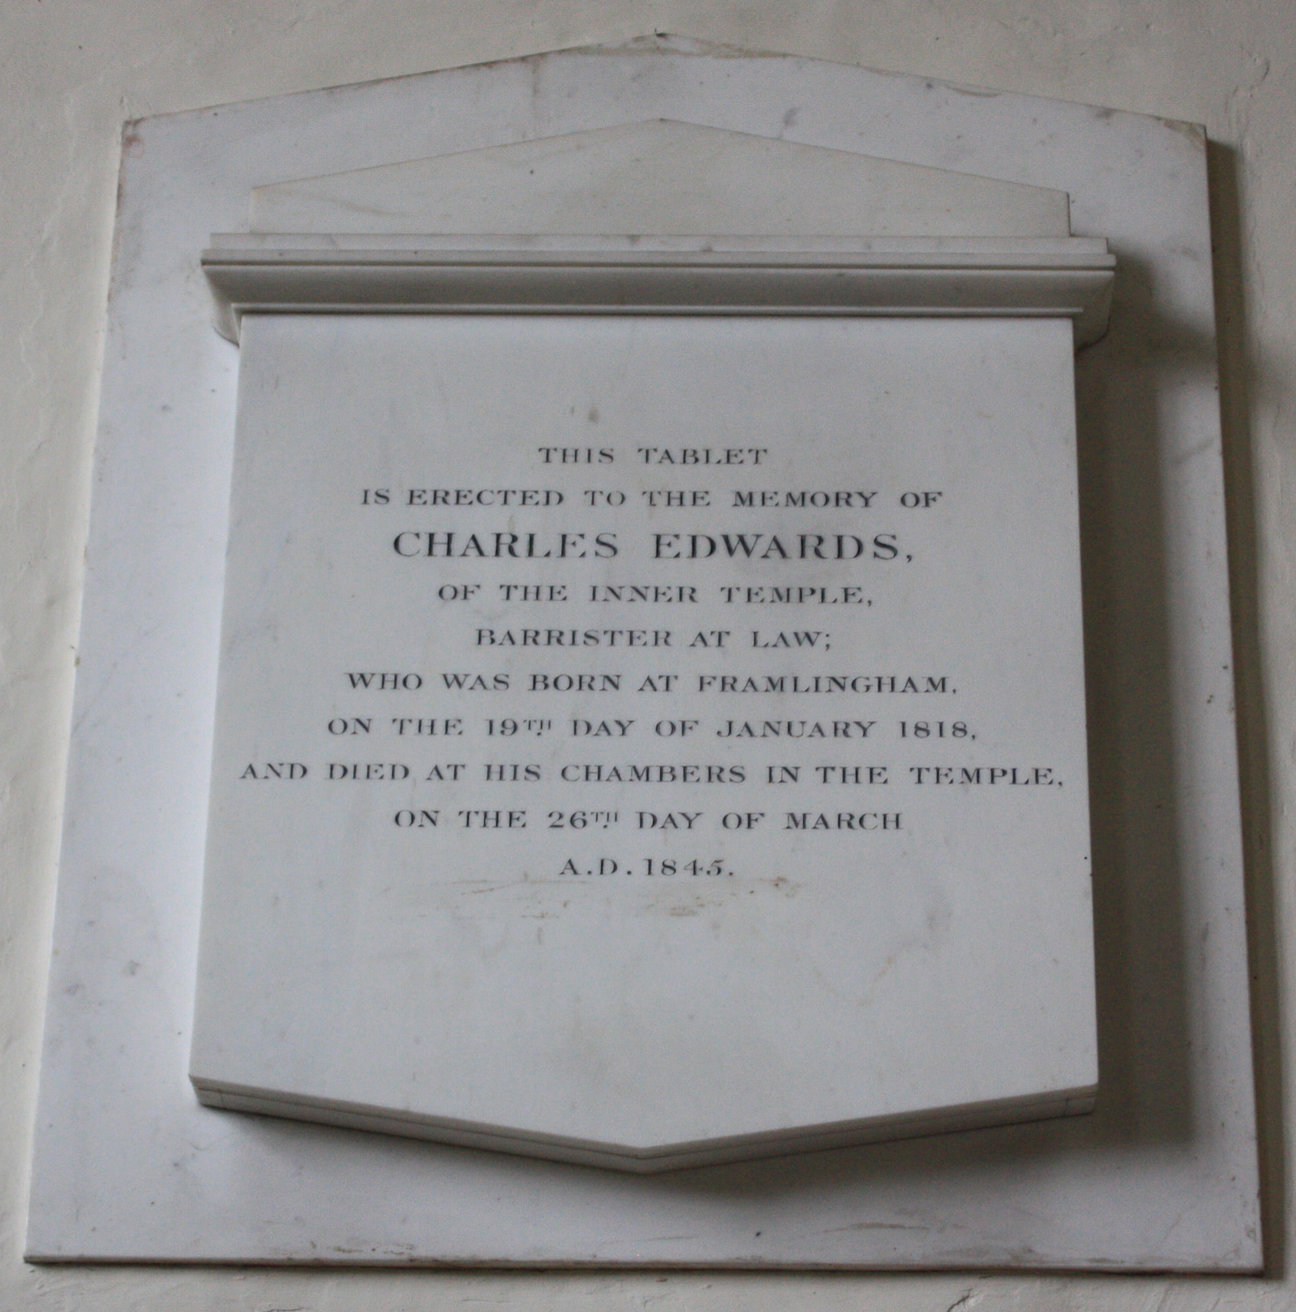 THIS TABLET
IS ERECTED TO THE MEMORY OF
CHARLES EDWARDS,
OF THE INNER TEMPLE,
BARRISTER AT LAW;
WHO WAS BORN AT FRAMLINGHAM,
ON THE 19TH DAY OF JANUARY 1818,
AND DIED AT HIS CHAMBERS IN THE TEMPLE,
ON THE 26TH DAY OF MARCH
A.D. 1845.